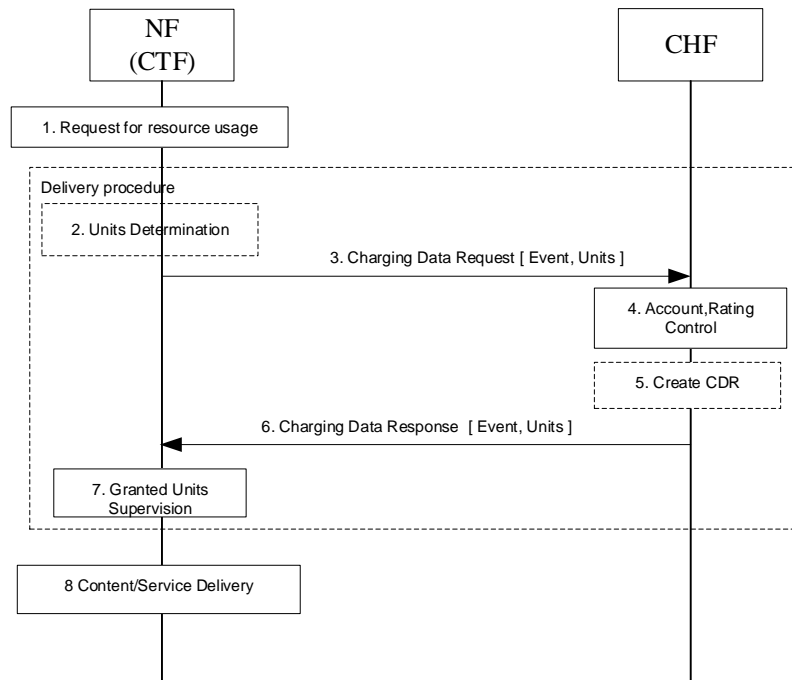 NF
(CTF)
CHF
1. Request for resource usage
Delivery procedure
2. Units Determination
3. Charging Data Request [ Event, Units ]
4. Account,Rating
Control
5. Create CDR
6. Charging Data Response [ Event, Units ]
7. Granted Units
Supervision
8 Content/Service Delivery